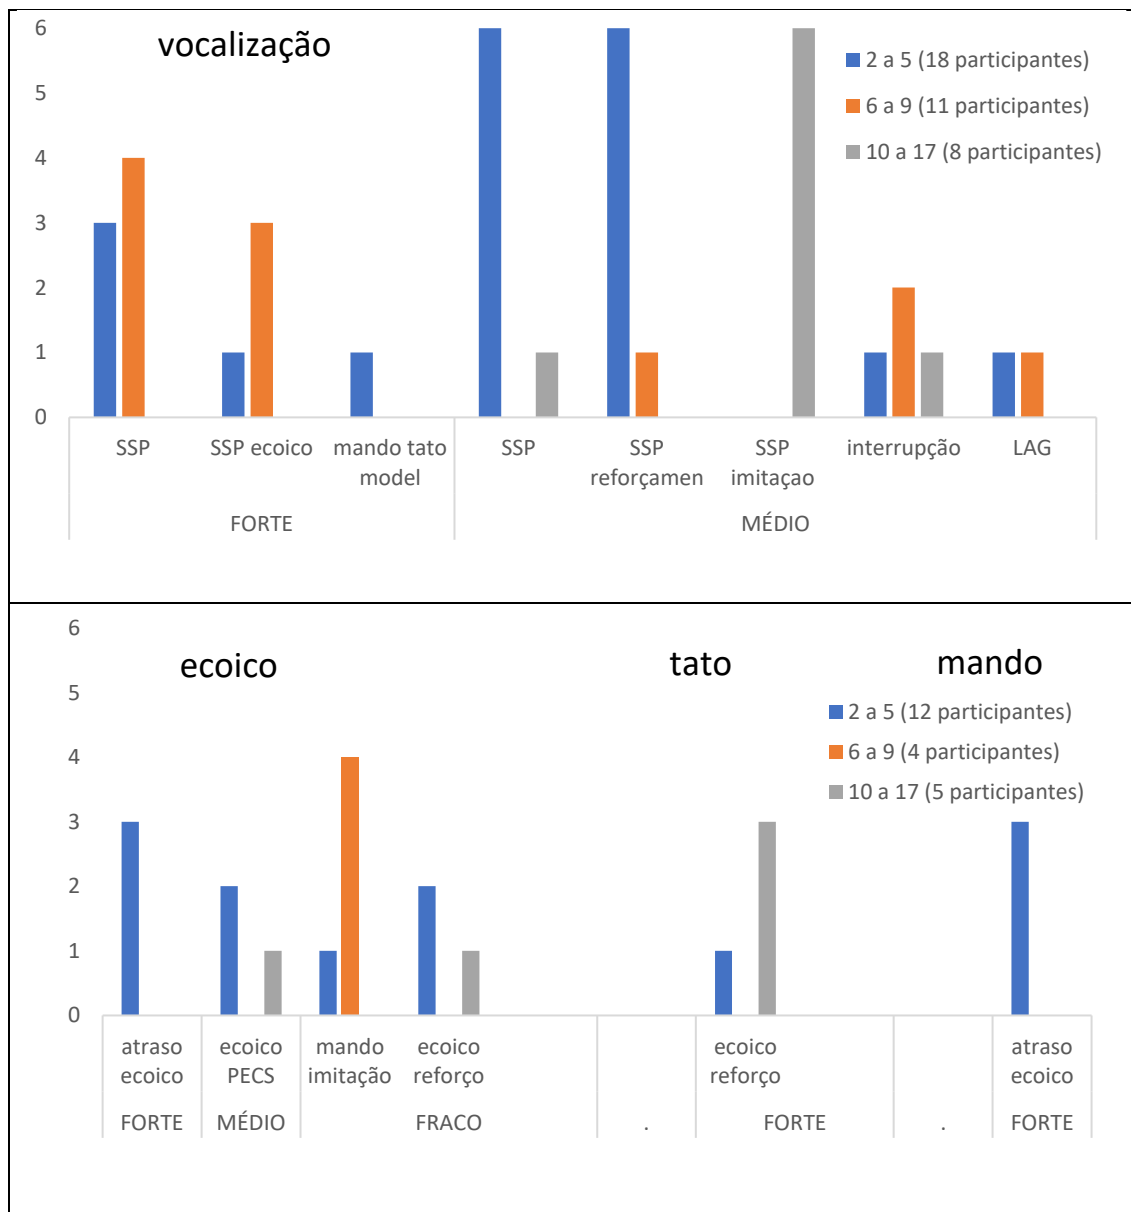 vocalização
2 a 5 (18 participantes)
6 a 9 (11 participantes)
10 a 17 (8 participantes)
6
5
4
3
2
1
0
SSP
SSP ecoico
mando tato
model
SSP
SSP
reforçamen
SSP
imitaçao
interrupção
LAG
FORTE
MÉDIO
ecoico
tato
mando
2 a 5 (12 participantes)
6 a 9 (4 participantes)
10 a 17 (5 participantes)
6
5
4
3
2
1
0
atraso
ecoico
ecoico
PECS
mando
imitação
ecoico
reforço
ecoico
reforço
atraso
ecoico
FORTE
MÉDIO
FRACO
.
FORTE
.
FORTE